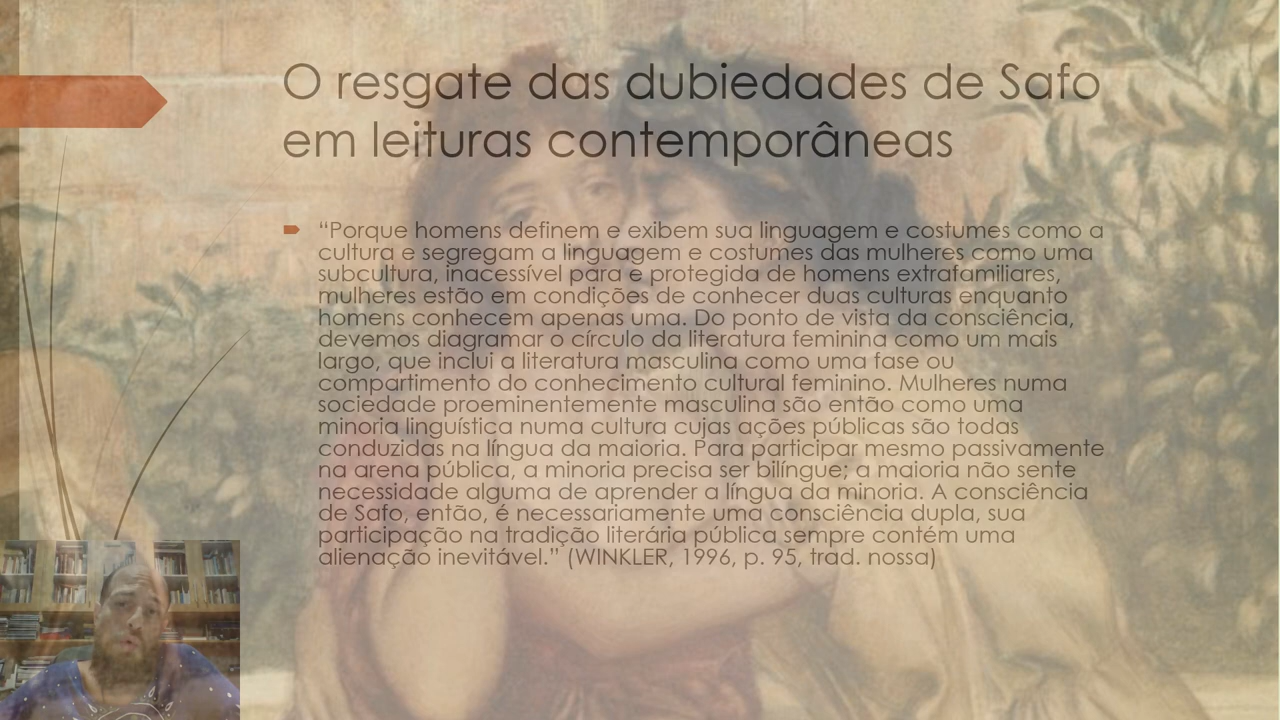 O resgate das dubiedades de Safo
em leituras contemporâneas
“Porque homens definem e exibem sua linguagem e costumes como a
cultura e segregam a linguagem e costumes das mulheres como uma
subcultura, inacessível para e protegida de homens extrafamiliares,
mulheres estão em condições de conhecer duas culturas enquanto
homens conhecem apenas uma. Do ponto de vista da consciência,
devemos diagramar o círculo da literatura feminina como um mais
largo, que inclui a literatura masculina como uma fase ou
compartimento do conhecimento cultural feminino. Mulheres numa
sociedade proeminentemente masculina são então como uma
minoria linguística numa cultura cujas ações públicas são todas
conduzidas na língua da maioria. Para participar mesmo passivamente
na arena pública, a minoria precisa ser bilíngue; a maioria não sente
necessidade alguma de aprender a língua da minoria. A consciência
de Safo, então, é necessariamente uma consciência dupla, sua
participação na tradição literária pública sempre contém uma
alienação inevitável.” (WINKLER, 1996, p. 95, trad. nossa)